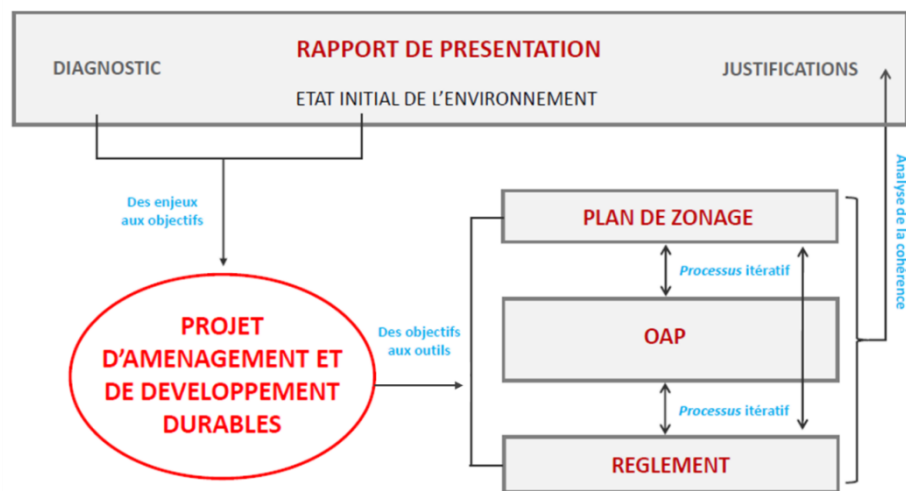 RAPPORT DE PRESENTATION
DIAGNOSTIC
JUSTIFICATIONS
ETAT INITIAL DE L’ENVIRONNEMENT
Des enjeux
aux objectifs
Analyse de la cohérence
PLAN DE ZONAGE
Processus itératif
PROJET
D’AMENAGEMENT ET
DE DEVELOPPEMENT
DURABLES
Des objectifs
aux outils
OAP
Processus itératif
REGLEMENT